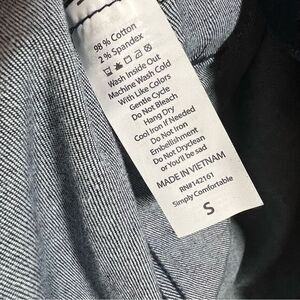 98 % Cotton
2 % Spandex
Wash Inside Out
Machine Wash Cold
With Like Colors
Gentle Cycle
Do Not Bleach
Hang Dry
Cool Iron If Needed
Do Not Iron
Embellishment
Do Not Dryclean
or You'll be sad
MADE IN VIETNAM
RN#142161
Simply Comfortable
S